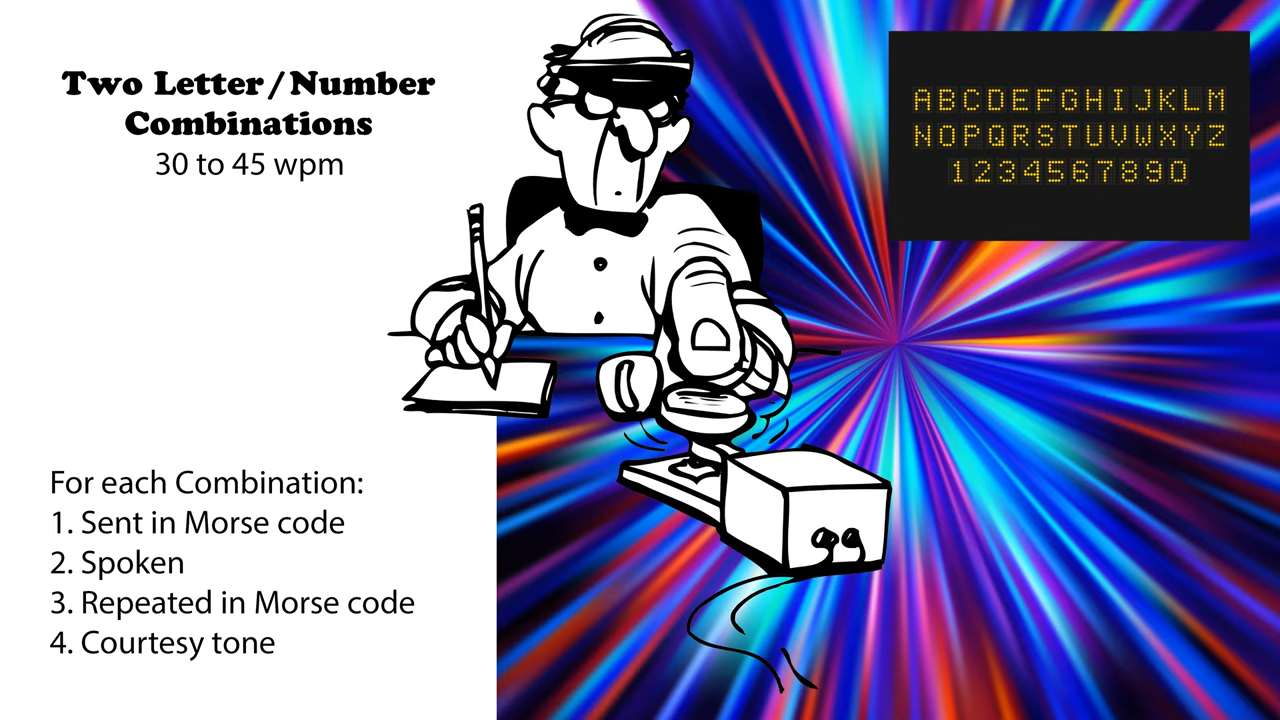 Two Letter/Number
Combinations
30 to 45 wpm
ABCDEFGHIJKLM
NOPQRSTUVWXYZ
1234567890
For each Combination:
1. Sent in Morse code
2. Spoken
3. Repeated in Morse code
4. Courtesy tone